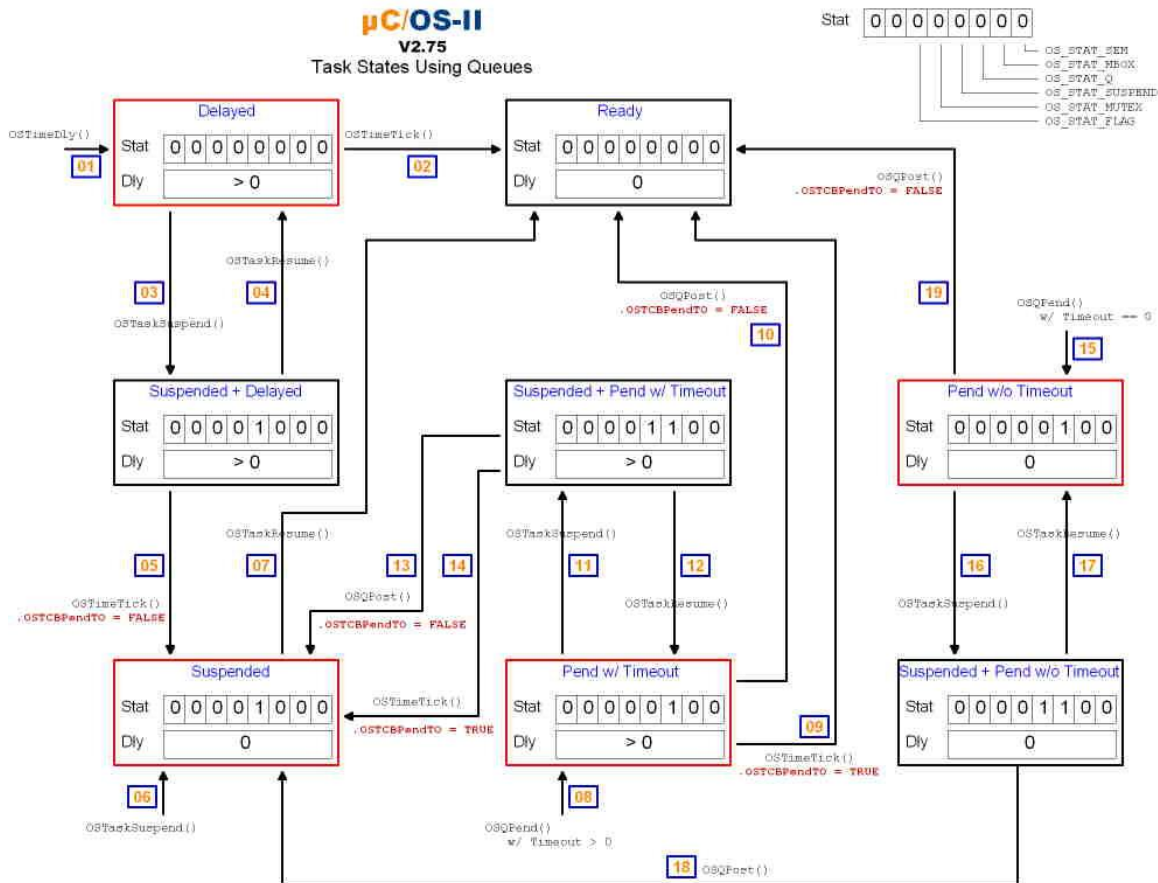 µC/OS-II
V2.75
Task States Using Queues
Stat 0 0 0 0 0 0 0 0
OS_STAT_SEM
OS_STAT_MBOX
OS_STAT_Q
OS_STAT_SUSPEND
OS_STAT_MUTEX
OS_STAT_FLAG
OSTimeDly()
01
Delayed
Stat 0 0 0 0 0 0 0 0
Dly > 0
OSTimeTick()
02
Ready
Stat 0 0 0 0 0 0 0 0
Dly 0
OSQPost()
.OSTCBPendTO = FALSE
19
03
OSTaskSuspend()
OSTaskResume()
04
OSQPost()
.OSTCBPendTO = FALSE
10
OSQPend()
w/ Timeout == 0
15
Suspended + Delayed
Stat 0 0 0 0 1 0 0 0
Dly > 0
Suspended + Pend w/ Timeout
Stat 0 0 0 0 1 1 0 0
Dly > 0
Pend w/o Timeout
Stat 0 0 0 0 0 1 0 0
Dly 0
05
OSTimeTick()
.OSTCBPendTO = FALSE
OSTaskResume()
07
13
OSQPost()
.OSTCBPendTO = FALSE
14
OSTimeTick()
.OSTCBPendTO = TRUE
OSTaskSuspend()
11
12
OSTaskResume()
16
OSTaskSuspend()
OSTaskResume()
17
Suspended
Stat 0 0 0 0 1 0 0 0
Dly 0
Pend w/ Timeout
Stat 0 0 0 0 0 1 0 0
Dly > 0
09
OSTimeTick()
.OSTCBPendTO = TRUE
Suspended + Pend w/o Timeout
Stat 0 0 0 0 1 1 0 0
Dly 0
06
OSTaskSuspend()
08
OSQPend()
w/ Timeout > 0
18 OSQPost()